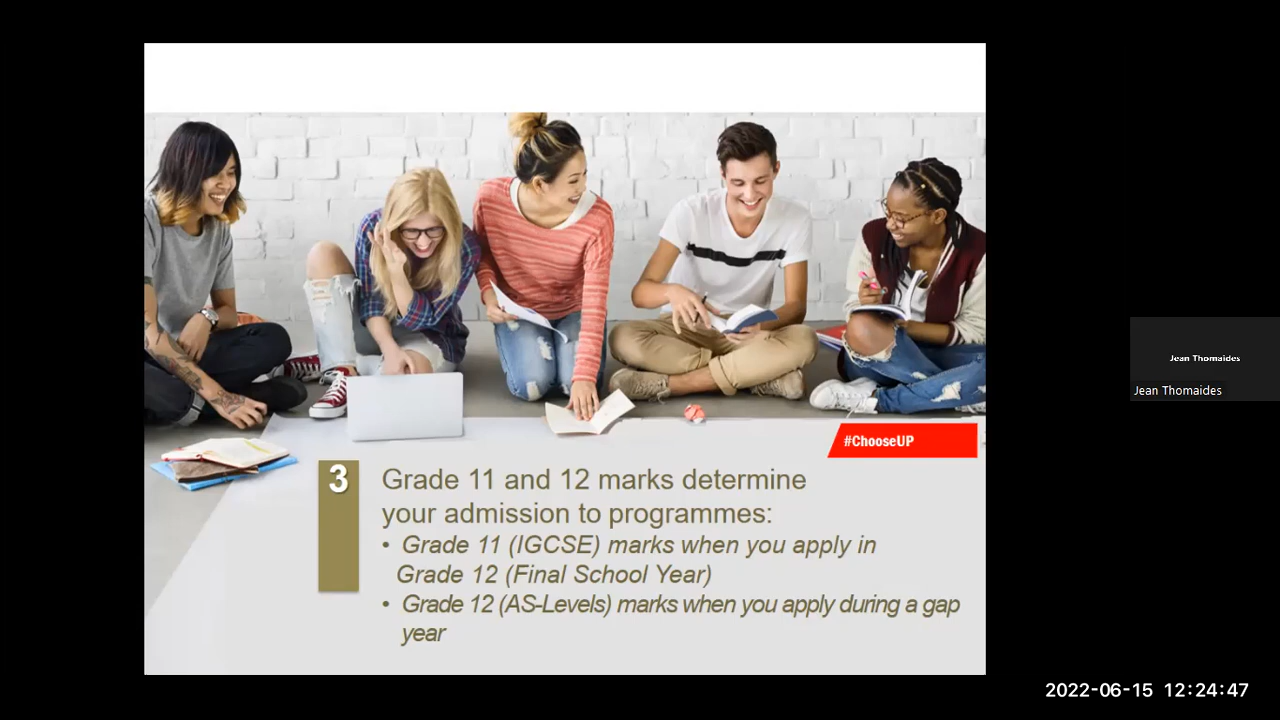 Jean Thomaides
Jean Thomaides
#ChooseUP
3
Grade 11 and 12 marks determine
your admission to programmes:
• Grade 11 (IGCSE) marks when you apply in
Grade 12 (Final School Year)
• Grade 12 (AS-Levels) marks when you apply during a gap
year
2022-06-15 12:24:47